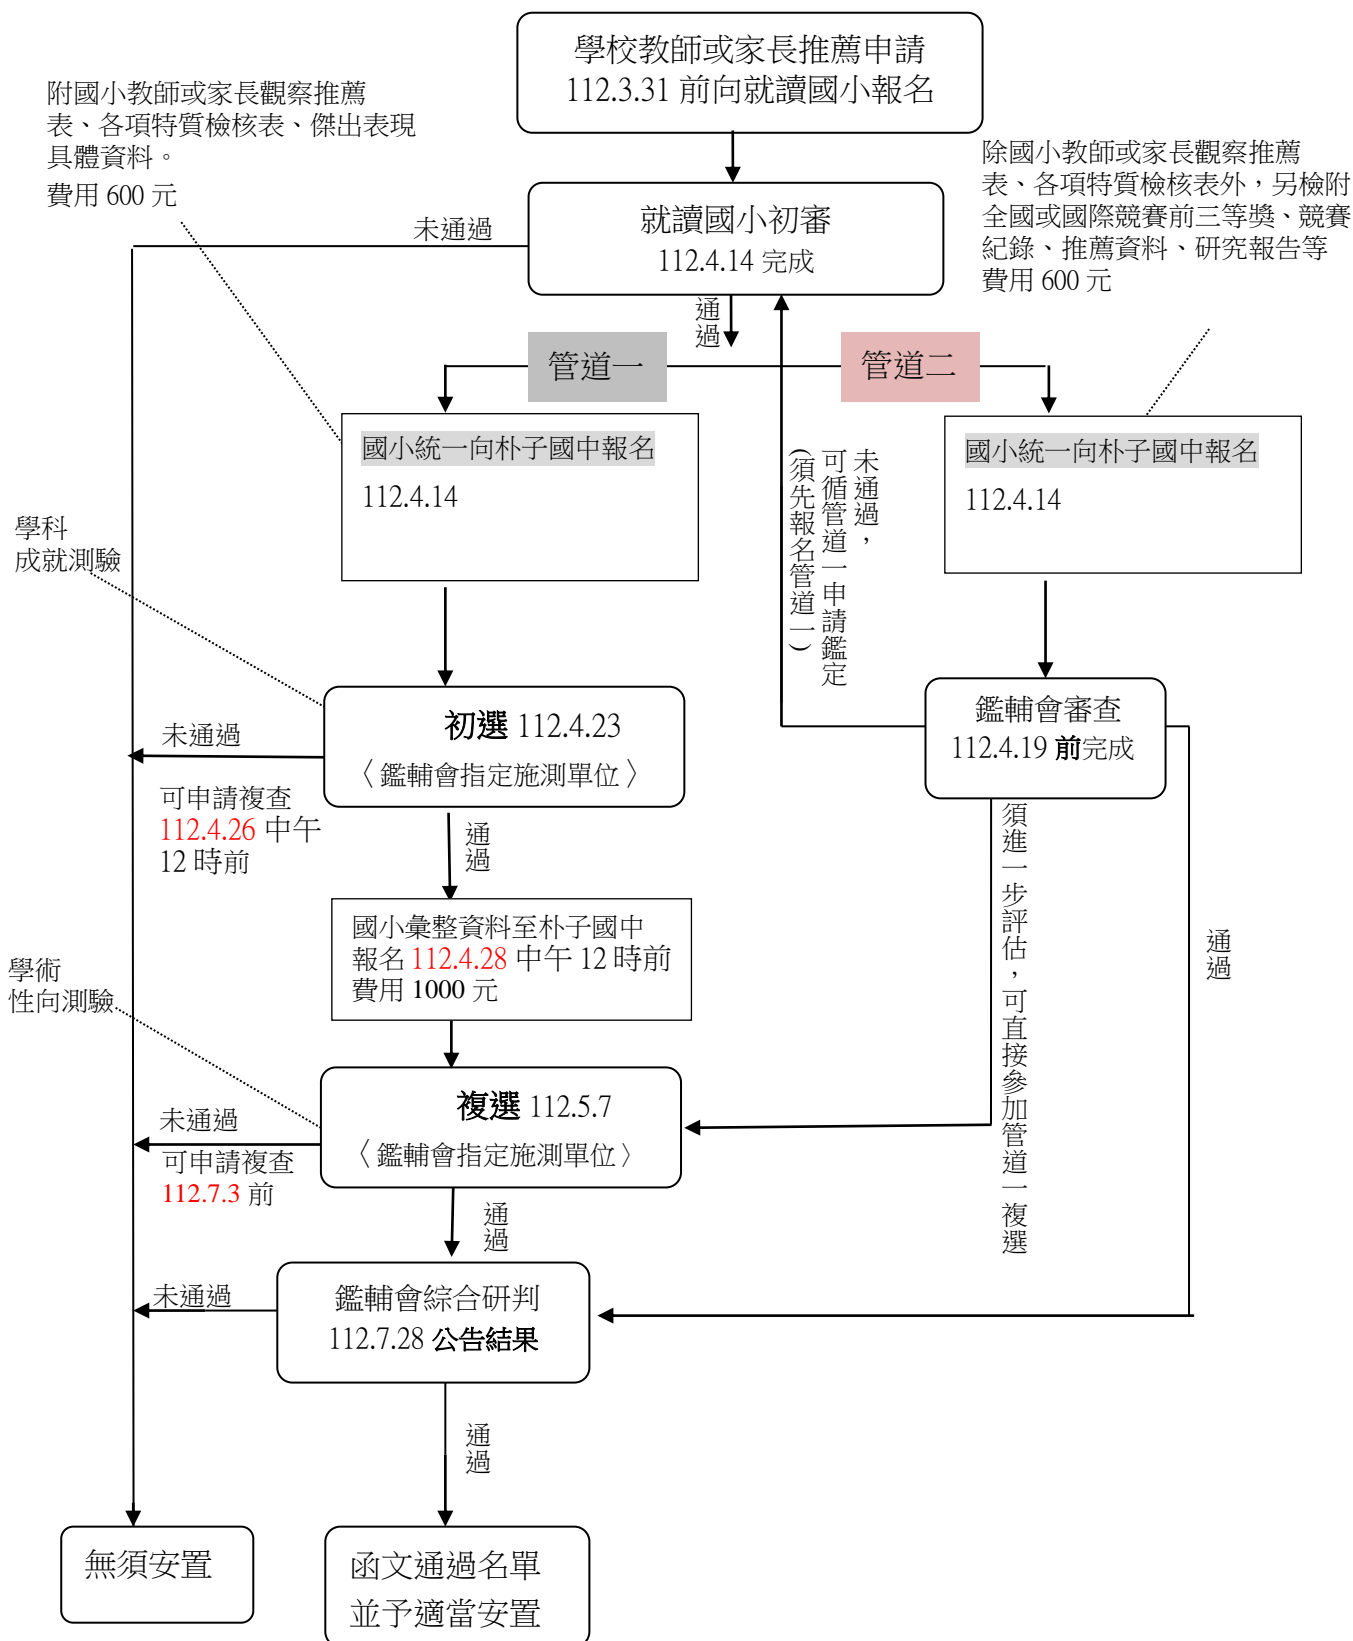 學校教師或家長推薦申請
112.3.31 前向就讀國小報名
附國小教師或家長觀察推薦
表、各項特質檢核表、傑出表現
具體資料。
費用 600 元
除國小教師或家長觀察推薦
表、各項特質檢核表外，另檢附
全國或國際競賽前三等獎、競賽
紀錄、推薦資料、研究報告等
費用 600 元
就讀國小初審
112.4.14 完成
未通過
通過
管道一
管道二
國小統一向朴子國中報名
112.4.14
國小統一向朴子國中報名
112.4.14
未通過，
可循管道一申請鑑定
(須先報名管道一)
學科
成就測驗
初選 112.4.23
〈鑑輔會指定施測單位〉
未通過
可申請複查
112.4.26 中午
12 時前
通過
鑑輔會審查
112.4.19 前完成
須進一步評估，可直接參加管道一複選
通過
國小彙整資料至朴子國中
報名 112.4.28 中午 12 時前
費用 1000 元
學術
性向測驗
複選 112.5.7
〈鑑輔會指定施測單位〉
未通過
可申請複查
112.7.3 前
通過
鑑輔會綜合研判
112.7.28 公告結果
未通過
通過
無須安置
函文通過名單
並予適當安置